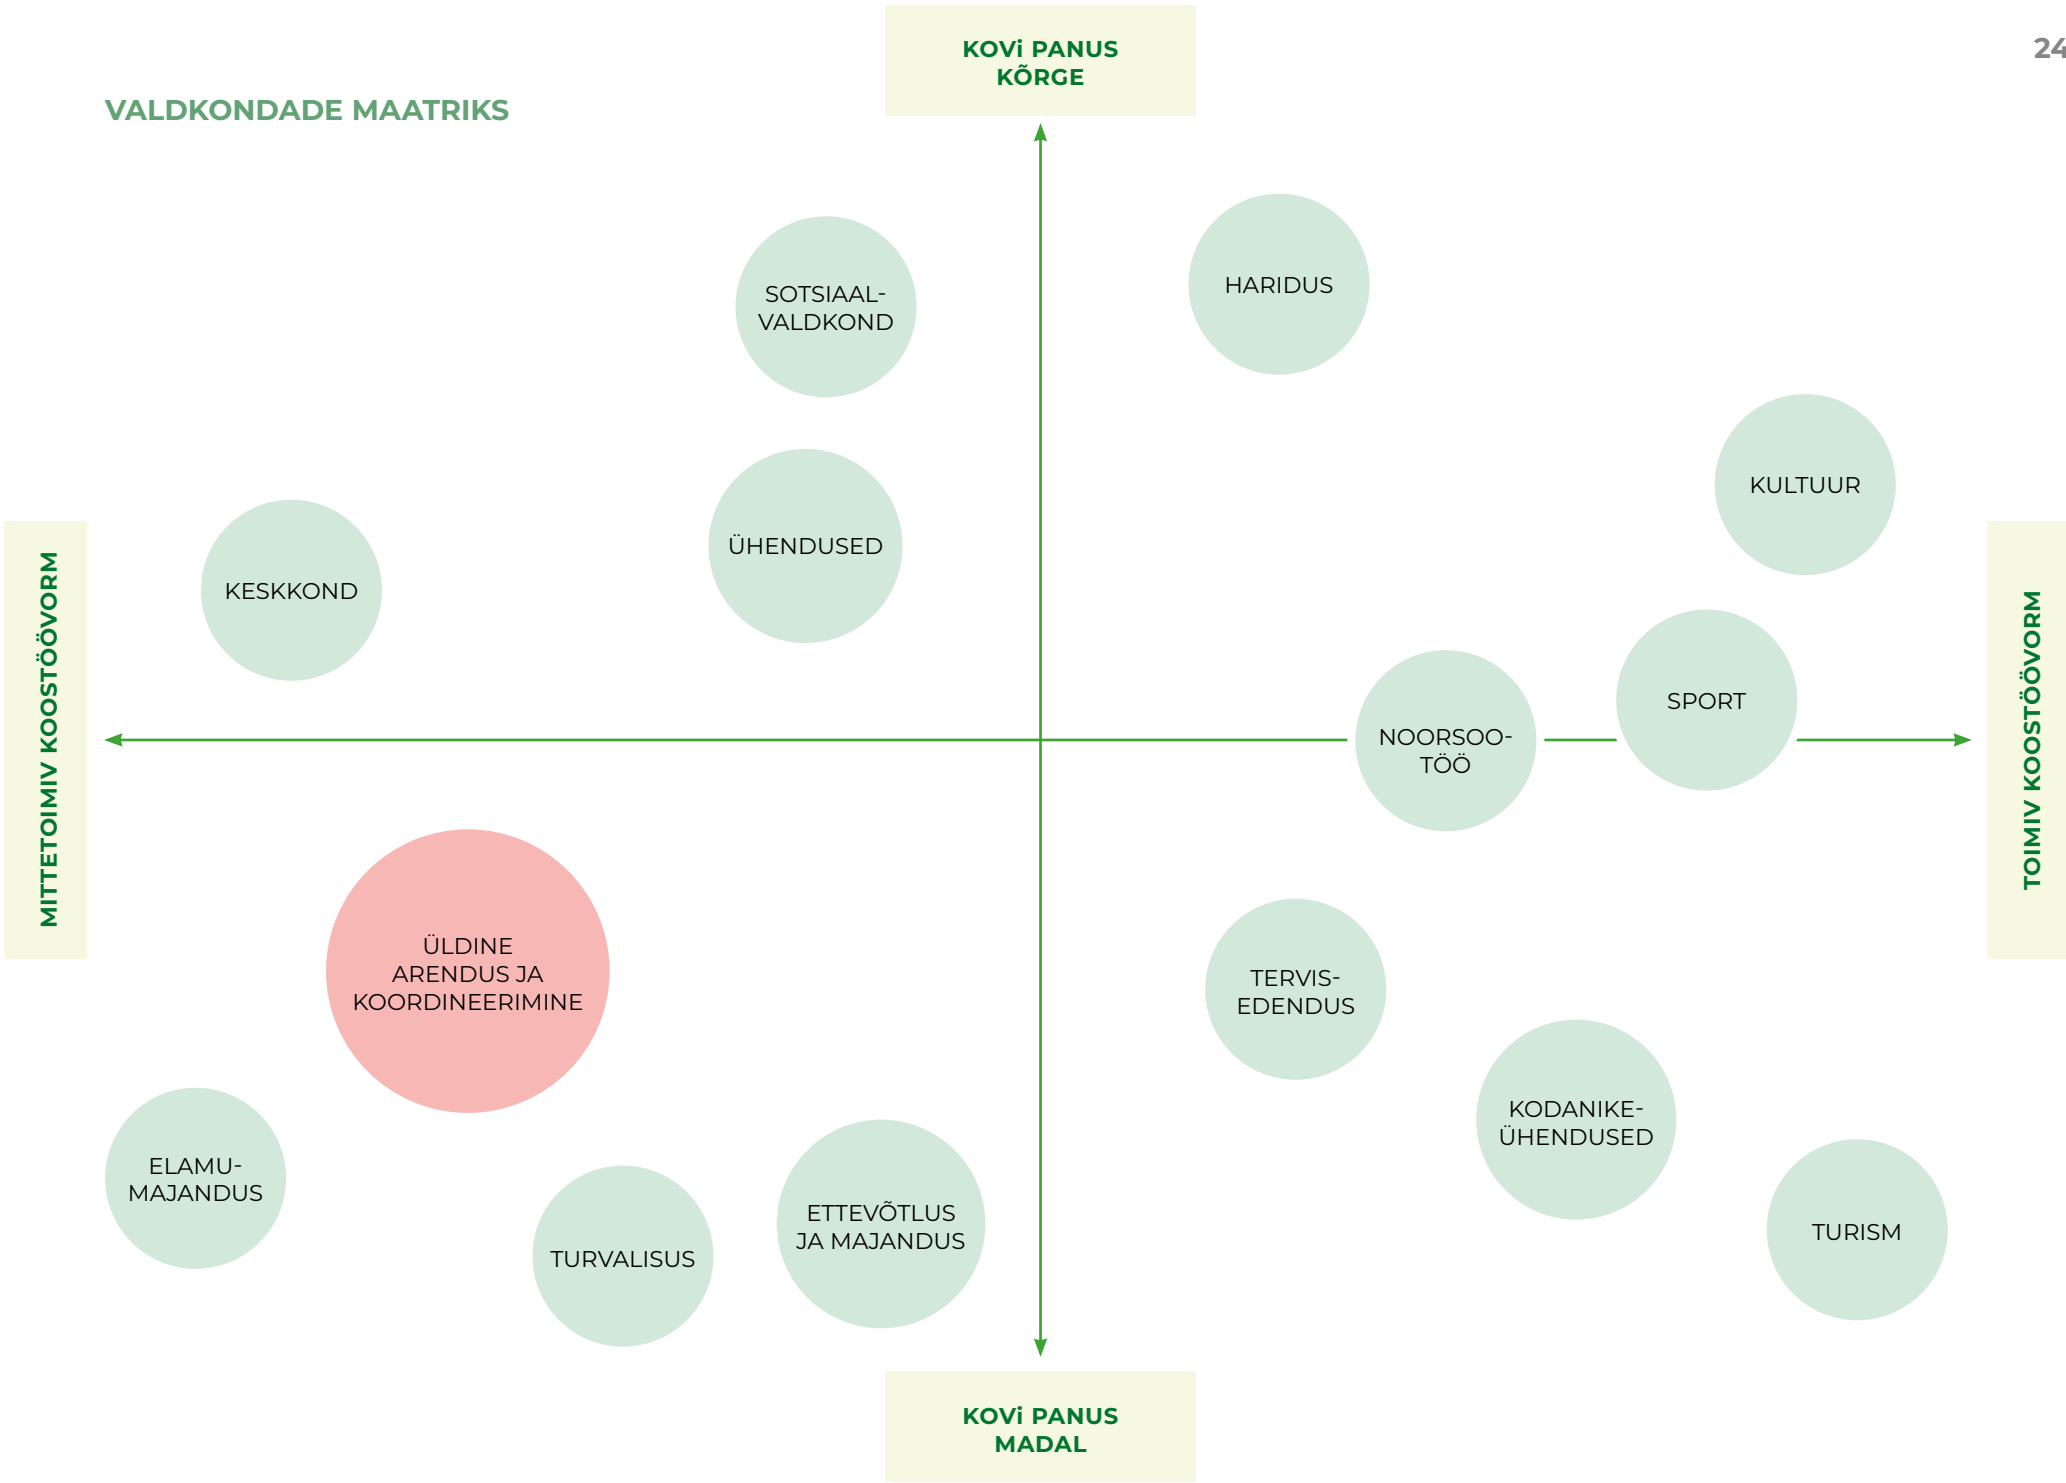 KOVi PANUS
KÕRGE
24
VALDKONDADE MAATRIKS
SOTSIAAL-
VALDKOND
HARIDUS
KULTUUR
ÜHENDUSED
KESKKOND
MITTETOIMIV KOOSTÖÖVORM
TOIMIV KOOSTÖÖVORM
SPORT
NOORSOO-
TÖÖ
ÜLDINE
ARENDUS JA
KOORDINEERIMINE
TERVIS-
EDENDUS
KODANIKE-
ÜHENDUSED
ELAMU-
MAJANDUS
TURVALISUS
ETTEVÕTLUS
JA MAJANDUS
TURISM
KOVi PANUS
MADAL